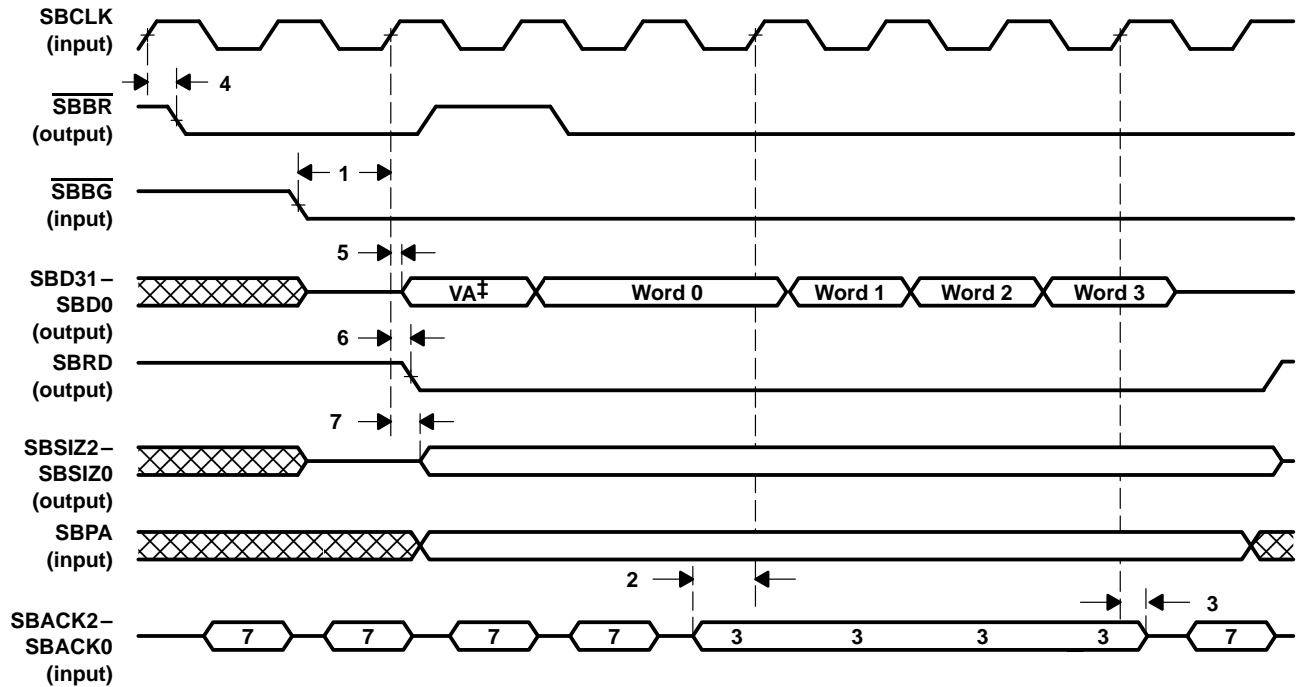 SBCLK
(input)
4
SBBR
(output)
1
SBBG
(input)
5
SBD31–
SBD0
(output)
VA‡ Word 0 Word 1 Word 2 Word 3
6
SBRD
(output)
7
SBSIZ2–
SBSIZ0
(output)
SBPA
(input)
2
3
SBACK2–
SBACK0
(input)
7 7 7 7 3 3 3 3 7